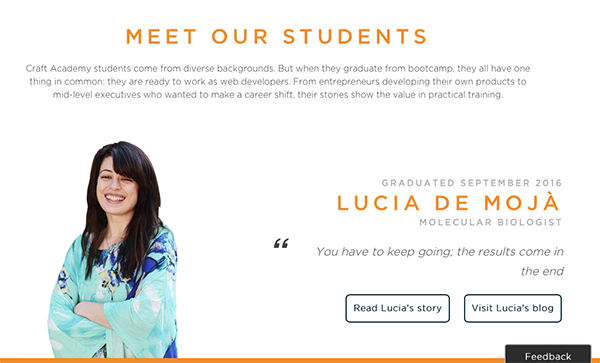 MEET OUR STUDENTS
Craft Academy students come from diverse backgrounds. But when they graduate from bootcamp, they all have one
thing in common: they are ready to work as web developers. From entrepreneurs developing their own products to
mid-level executives who wanted to make a career shift, their stories show the value in practical training.
GRADUATED SEPTEMBER 2016
LUCIA DE MOJÀ
MOLECULAR BIOLOGIST
“ You have to keep going; the results come in
the end
Read Lucia's story Visit Lucia's blog
Feedback